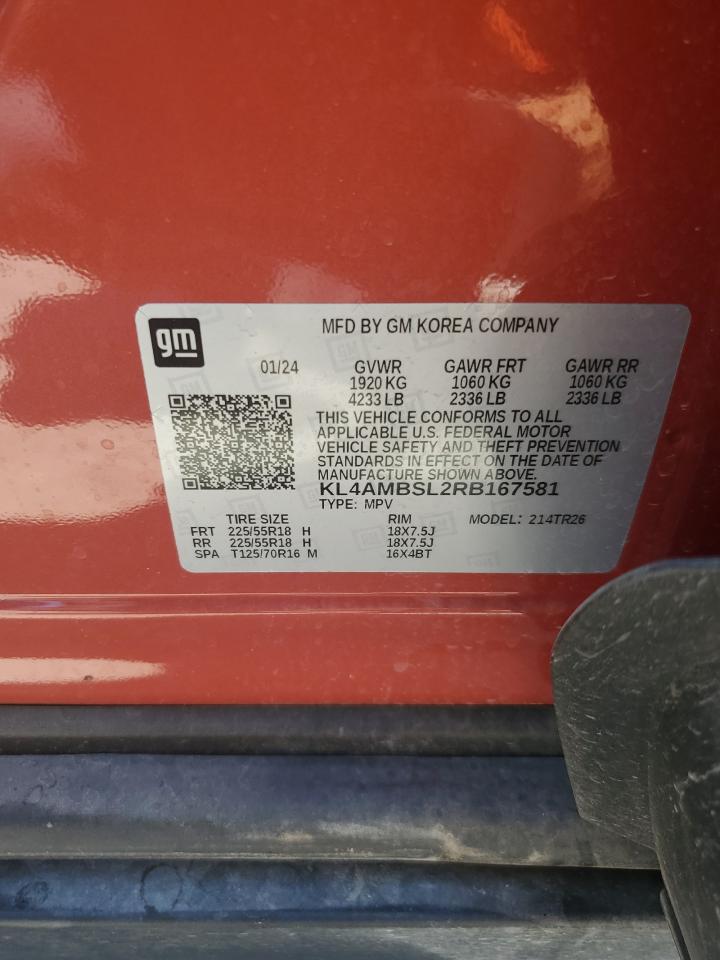 gm
MFD BY GM KOREA COMPANY
01/24 GVWR GAWR FRT GAWR RR
1920 KG 1060 KG 1060 KG
4233 LB 2336 LB 2336 LB
THIS VEHICLE CONFORMS TO ALL
APPLICABLE U.S. FEDERAL MOTOR
VEHICLE SAFETY AND THEFT PREVENTION
STANDARDS IN EFFECT ON THE DATE OF
MANUFACTURE SHOWN ABOVE.
KL4AMBSL2RB167581
TYPE: MPV
TIRE SIZE RIM MODEL: 214TR26
FRT 225/55R18 H 18X7.5J
RR 225/55R18 H 18X7.5J
SPA T125/70R16 M 16X4BT